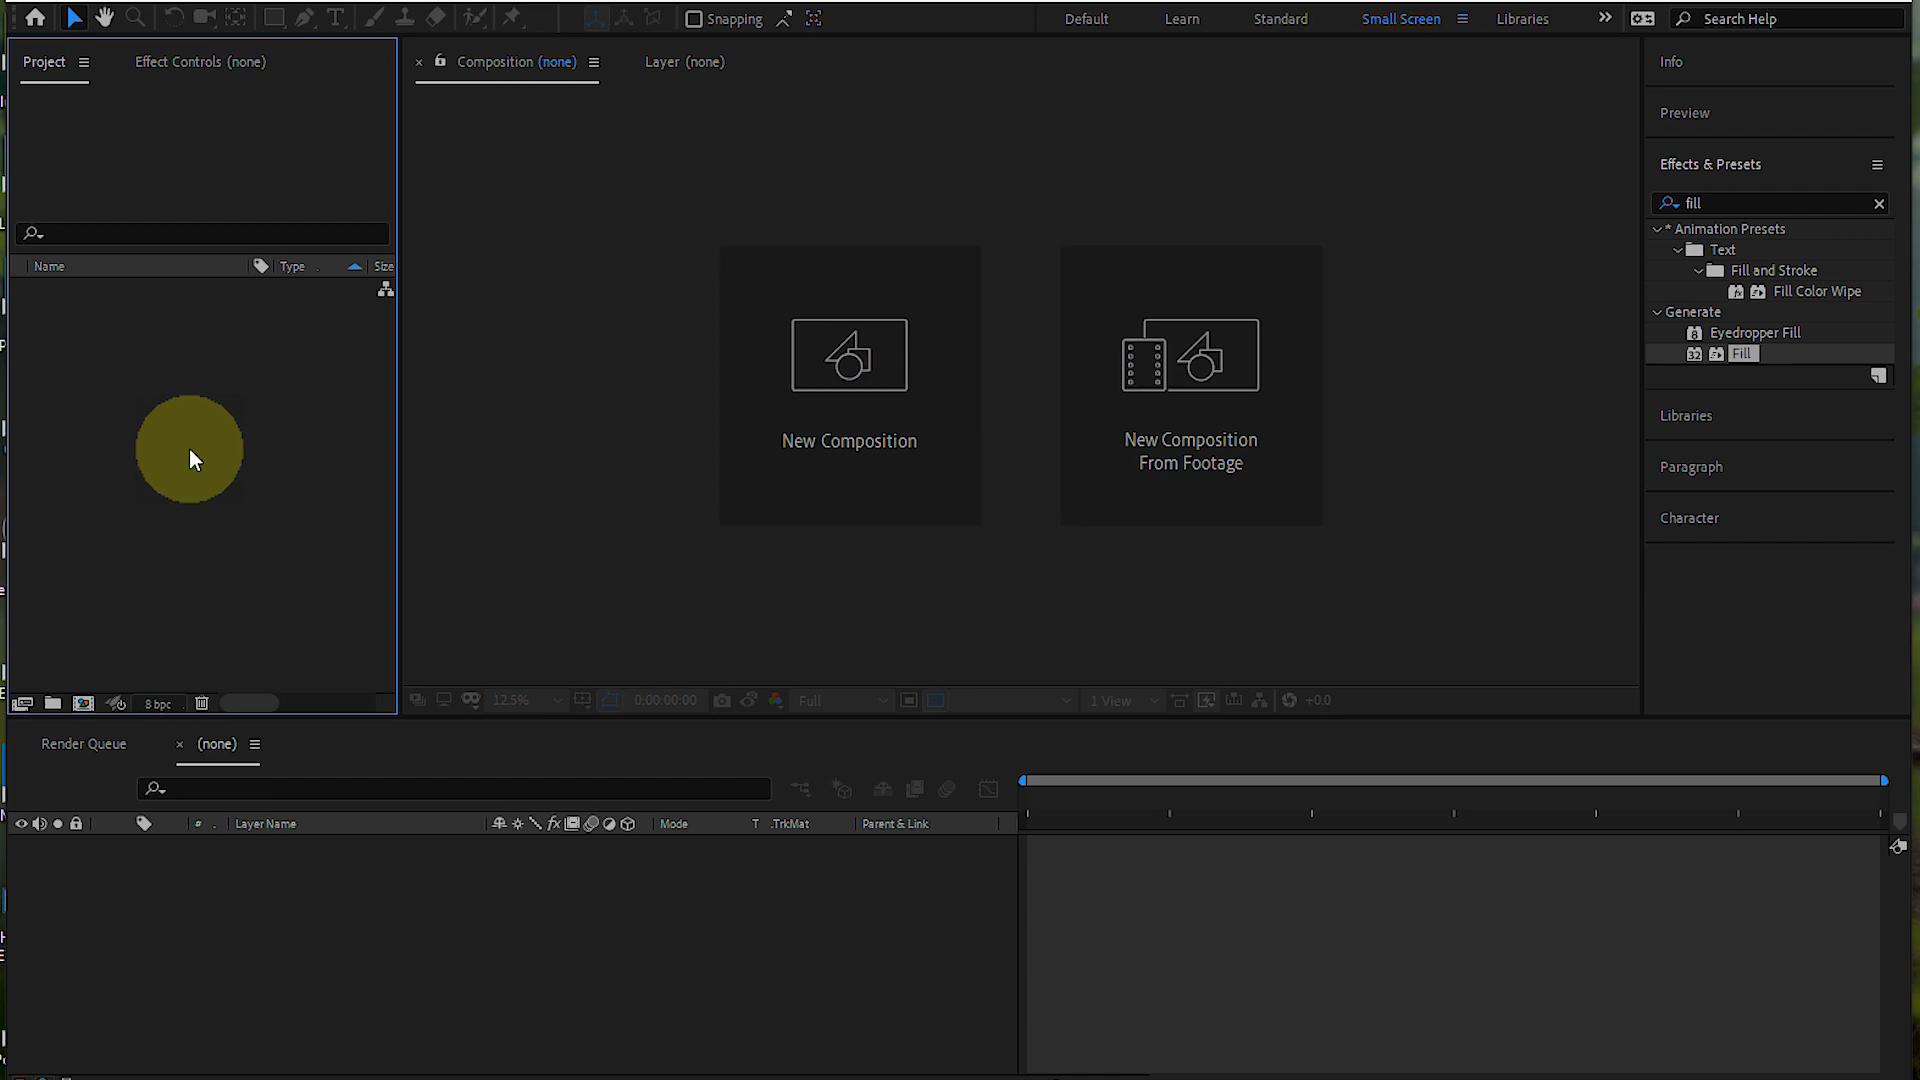 Snapping
Default
Learn
Standard
Small Screen
Libraries
Search Help
Project
Effect Controls (none)
Composition (none)
Layer (none)
Info
Preview
Effects & Presets
fill
* Animation Presets
Text
Fill and Stroke
Fill Color Wipe
Generate
Eyedropper Fill
Fill
Libraries
Paragraph
Character
Name
Type
Size
New Composition
New Composition
From Footage
8 bpc
12.5%
0:00:00:00
Full
1 View
+0.0
Render Queue
(none)
#
Layer Name
fx
Mode
T
.TrkMat
Parent & Link